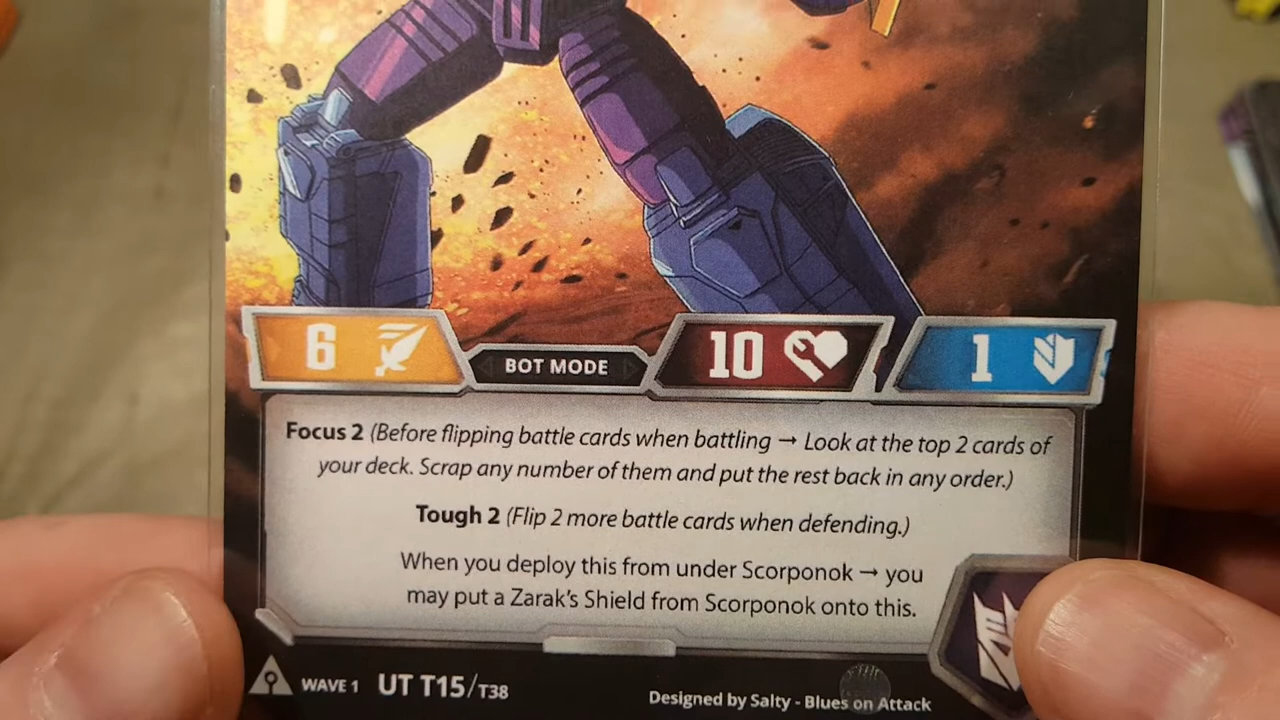 6 BOT MODE 10 1
Focus 2 (Before flipping battle cards when battling → Look at the top 2 cards of
your deck. Scrap any number of them and put the rest back in any order.)
Tough 2 (Flip 2 more battle cards when defending.)
When you deploy this from under Scorponok → you
may put a Zarak's Shield from Scorponok onto this.
WAVE 1 UT T15/T38
Designed by Salty - Blues on Attack